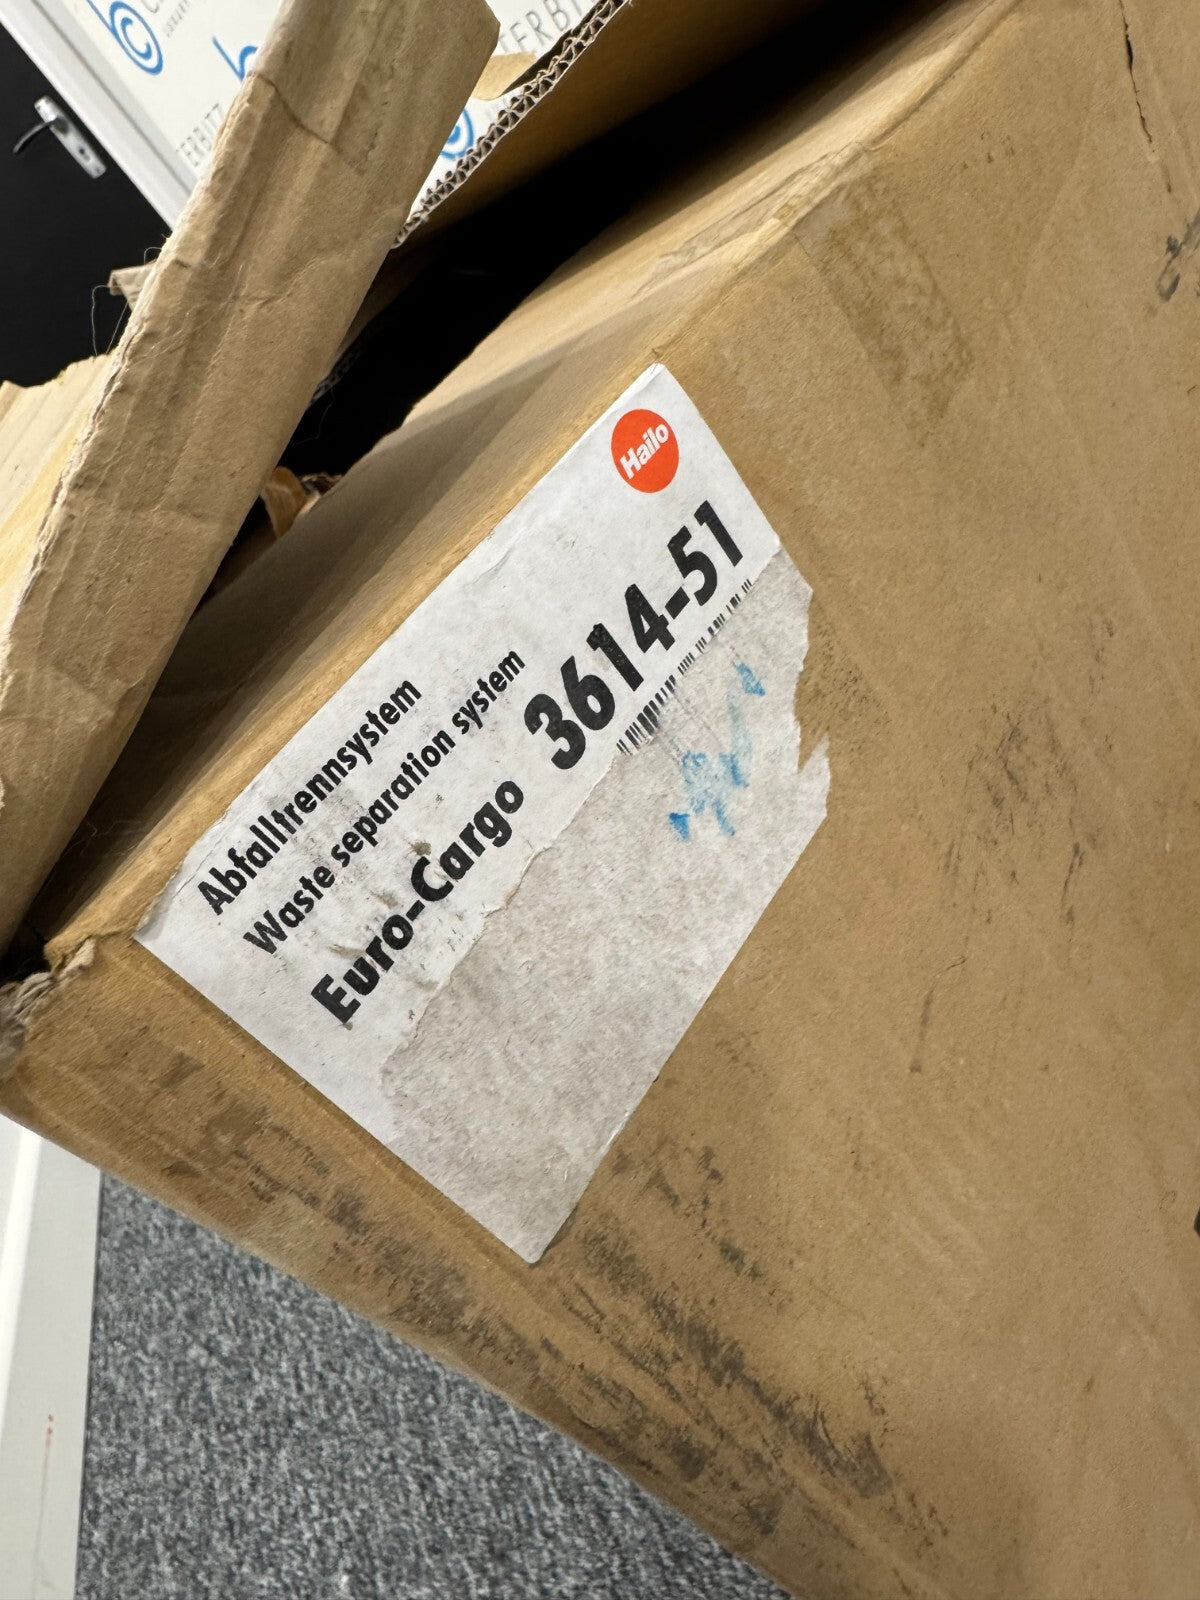 Hailo
Abfalltrennsystem
Waste separation system
Euro-Cargo 3614-51